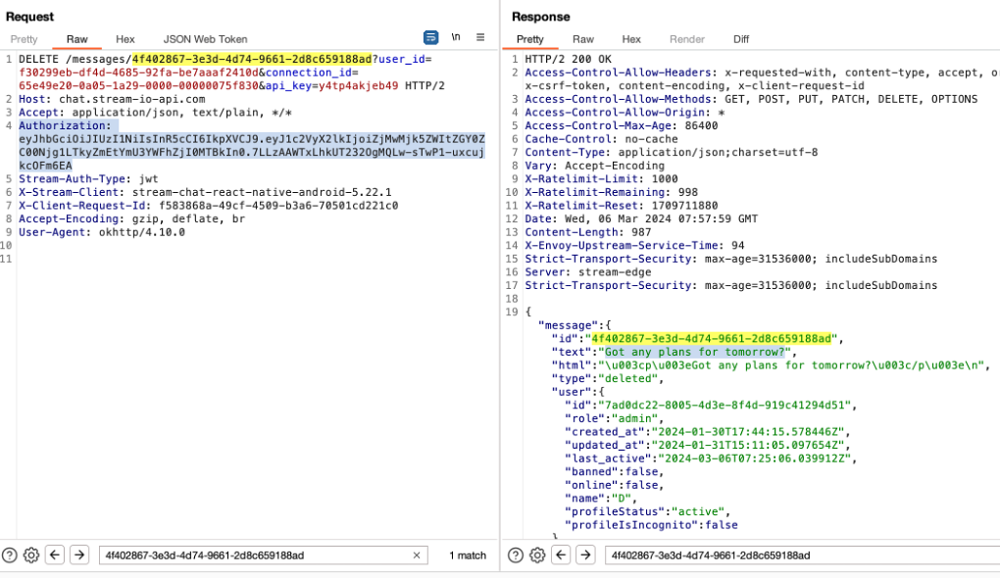 Request
Pretty Raw Hex JSON Web Token \n
1 DELETE /messages/4f402867-3e3d-4d74-9661-2d8c659188ad?user_id=
f30299eb-df4d-4685-92fa-be7aaaf2410d&connection_id=
65e49e20-0a05-1a29-0000-00000075f830&api_key=y4tp4akjeb49 HTTP/2
2 Host: chat.stream-io-api.com
3 Accept: application/json, text/plain, */*
4 Authorization:
eyJhbGciOiJIUzI1NiIsInR5cCI6IkpXVCJ9.eyJ1c2VyX2lkIjoiZjMwMjk5ZWItZGY0Z
C00Njg1LTkyZmEtYmU3YWFhZjI0MTBkIn0.7LLzAAWTxLhkUT232OgMQLw-sTwP1-uxcuj
kcOFm6EA
5 Stream-Auth-Type: jwt
6 X-Stream-Client: stream-chat-react-native-android-5.22.1
7 X-Client-Request-Id: f583868a-49cf-4509-b3a6-70501cd221c0
8 Accept-Encoding: gzip, deflate, br
9 User-Agent: okhttp/4.10.0
10
11
4f402867-3e3d-4d74-9661-2d8c659188ad 1 match
Response
Pretty Raw Hex Render Diff
1 HTTP/2 200 OK
2 Access-Control-Allow-Headers: x-requested-with, content-type, accept, or
x-csrf-token, content-encoding, x-client-request-id
3 Access-Control-Allow-Methods: GET, POST, PUT, PATCH, DELETE, OPTIONS
4 Access-Control-Allow-Origin: *
5 Access-Control-Max-Age: 86400
6 Cache-Control: no-cache
7 Content-Type: application/json;charset=utf-8
8 Vary: Accept-Encoding
9 X-Ratelimit-Limit: 1000
10 X-Ratelimit-Remaining: 998
11 X-Ratelimit-Reset: 1709711880
12 Date: Wed, 06 Mar 2024 07:57:59 GMT
13 Content-Length: 987
14 X-Envoy-Upstream-Service-Time: 94
15 Strict-Transport-Security: max-age=31536000; includeSubDomains
16 Server: stream-edge
17 Strict-Transport-Security: max-age=31536000; includeSubDomains
18
19 {
"message":{
"id":"4f402867-3e3d-4d74-9661-2d8c659188ad",
"text":"Got any plans for tomorrow?",
"html":"\u003cp\u003eGot any plans for tomorrow?\u003c/p\u003e\n",
"type":"deleted",
"user":{
"id":"7ad0dc22-8005-4d3e-8f4d-919c41294d51",
"role":"admin",
"created_at":"2024-01-30T17:44:15.578446Z",
"updated_at":"2024-01-31T15:11:05.097654Z",
"last_active":"2024-03-06T07:25:06.039912Z",
"banned":false,
"online":false,
"name":"D",
"profileStatus":"active",
"profileIsIncognito":false
}
4f402867-3e3d-4d74-9661-2d8c659188ad